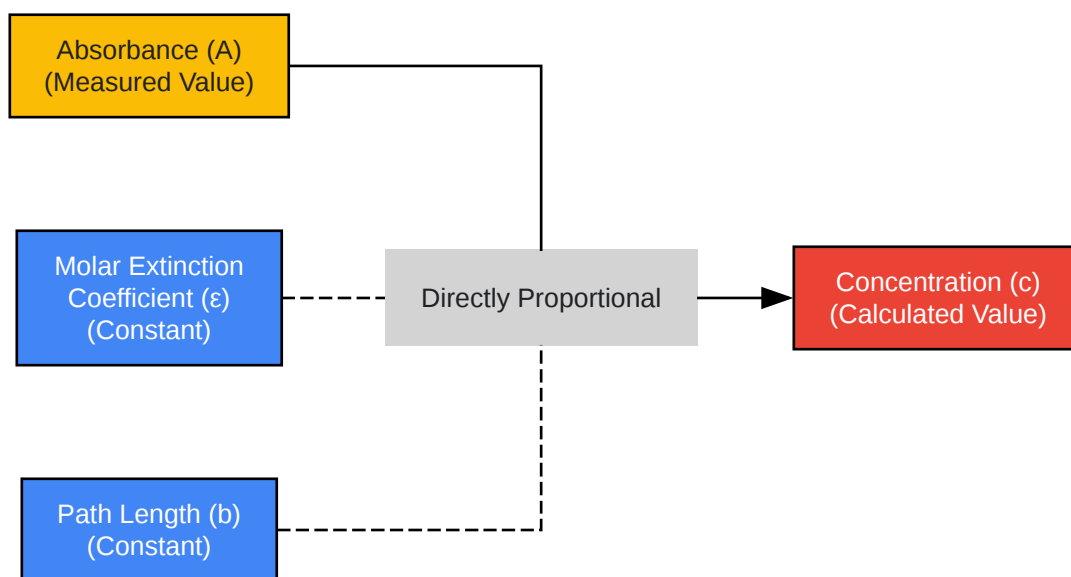 Absorbance (A)
(Measured Value)
Molar Extinction
Coefficient (ε)
(Constant)
Directly Proportional
Concentration (c)
(Calculated Value)
Path Length (b)
(Constant)